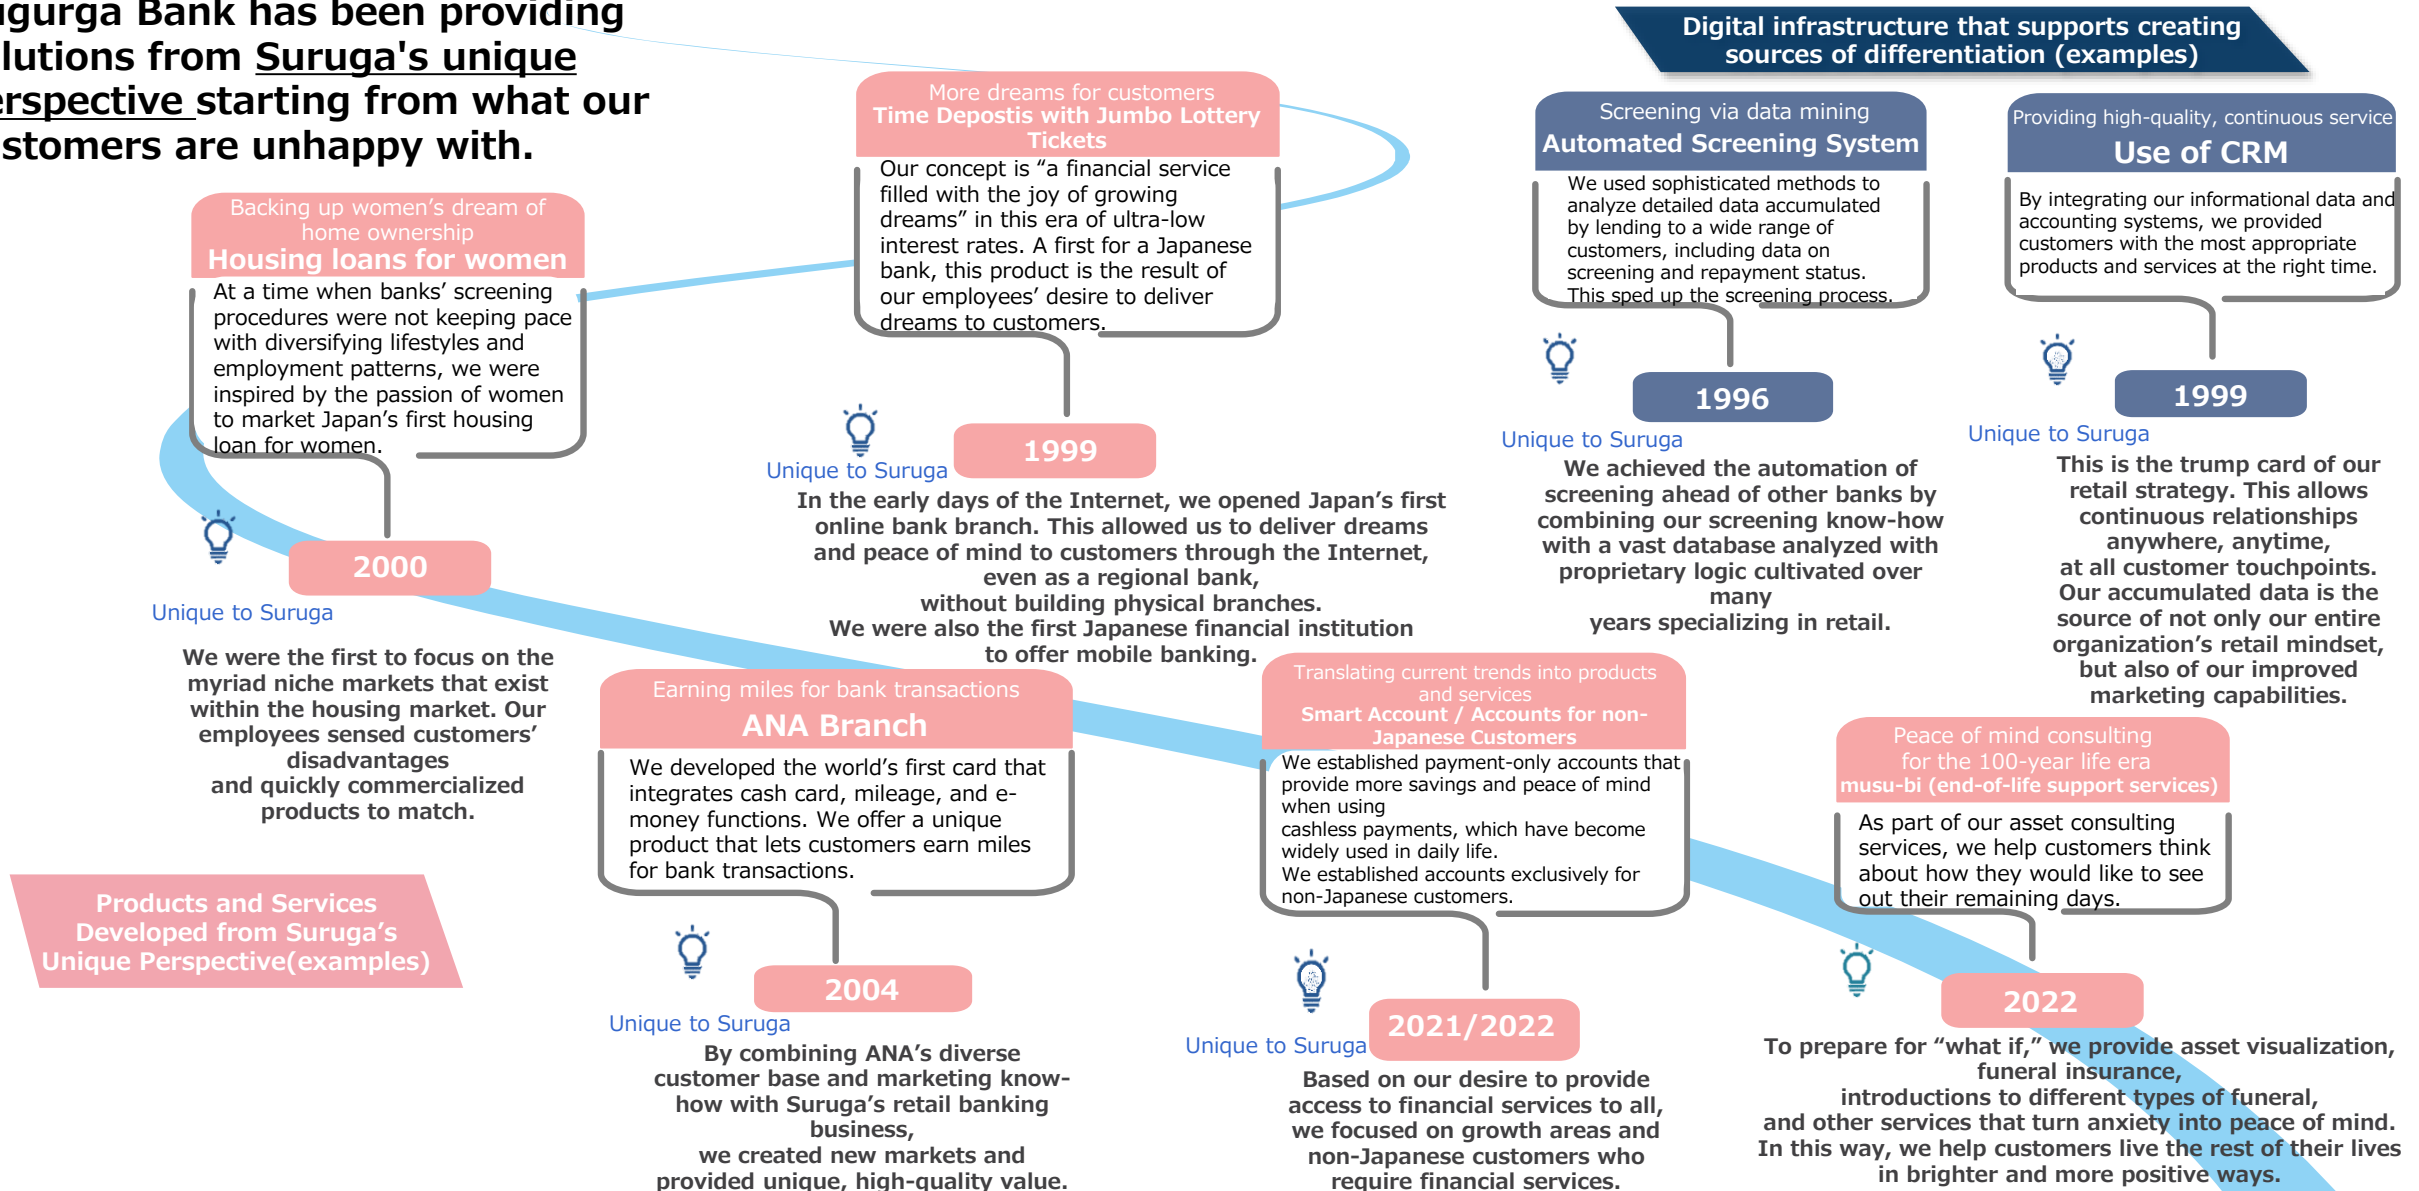 ugurga Bank has been providing
lutions from Suruga's unique
erspective starting from what our
stomers are unhappy with.
Digital infrastructure that supports creating
sources of differentiation (examples)
More dreams for customers
Time Depostis with Jumbo Lottery
Tickets
Our concept is “a financial service
filled with the joy of growing
dreams” in this era of ultra-low
interest rates. A first for a Japanese
bank, this product is the result of
our employees’ desire to deliver
dreams to customers.
1999
Unique to Suruga
In the early days of the Internet, we opened Japan’s first
online bank branch. This allowed us to deliver dreams
and peace of mind to customers through the Internet,
even as a regional bank,
without building physical branches.
We were also the first Japanese financial institution
to offer mobile banking.
Screening via data mining
Automated Screening System
We used sophisticated methods to
analyze detailed data accumulated
by lending to a wide range of
customers, including data on
screening and repayment status.
This sped up the screening process.
1996
Unique to Suruga
We achieved the automation of
screening ahead of other banks by
combining our screening know-how
with a vast database analyzed with
proprietary logic cultivated over
many
years specializing in retail.
Providing high-quality, continuous service
Use of CRM
By integrating our informational data and
accounting systems, we provided
customers with the most appropriate
products and services at the right time.
1999
Unique to Suruga
This is the trump card of our
retail strategy. This allows
continuous relationships
anywhere, anytime,
at all customer touchpoints.
Our accumulated data is the
source of not only our entire
organization’s retail mindset,
but also of our improved
marketing capabilities.
Backing up women’s dream of
home ownership
Housing loans for women
At a time when banks’ screening
procedures were not keeping pace
with diversifying lifestyles and
employment patterns, we were
inspired by the passion of women
to market Japan’s first housing
loan for women.
2000
Unique to Suruga
We were the first to focus on the
myriad niche markets that exist
within the housing market. Our
employees sensed customers’
disadvantages
and quickly commercialized
products to match.
Products and Services
Developed from Suruga’s
Unique Perspective(examples)
Earning miles for bank transactions
ANA Branch
We developed the world’s first card that
integrates cash card, mileage, and e-
money functions. We offer a unique
product that lets customers earn miles
for bank transactions.
2004
Unique to Suruga
By combining ANA’s diverse
customer base and marketing know-
how with Suruga’s retail banking
business,
we created new markets and
provided unique, high-quality value.
Translating current trends into products
and services
Smart Account / Accounts for non-
Japanese Customers
We established payment-only accounts that
provide more savings and peace of mind
when using
cashless payments, which have become
widely used in daily life.
We established accounts exclusively for
non-Japanese customers.
2021/2022
Unique to Suruga
Based on our desire to provide
access to financial services to all,
we focused on growth areas and
non-Japanese customers who
require financial services.
Peace of mind consulting
for the 100-year life era
musu-bi (end-of-life support services)
As part of our asset consulting
services, we help customers think
about how they would like to see
out their remaining days.
2022
To prepare for “what if,” we provide asset visualization,
funeral insurance,
introductions to different types of funeral,
and other services that turn anxiety into peace of mind.
In this way, we help customers live the rest of their lives
in brighter and more positive ways.